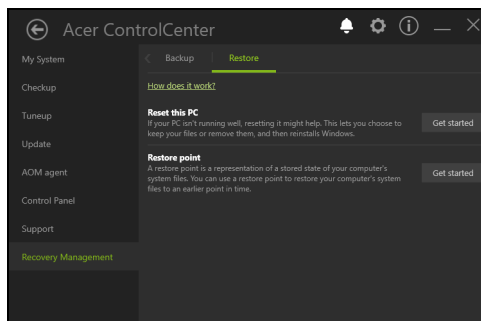 Acer ControlCenter
My System
Checkup
Tuneup
Update
AOM agent
Control Panel
Support
Recovery Management
Backup
Restore
How does it work?
Reset this PC
If your PC isn't running well, resetting it might help. This lets you choose to
keep your files or remove them, and then reinstalls Windows.
Get started
Restore point
A restore point is a representation of a stored state of your computer's
system files. You can use a restore point to restore your computer's system
files to an earlier point in time.
Get started